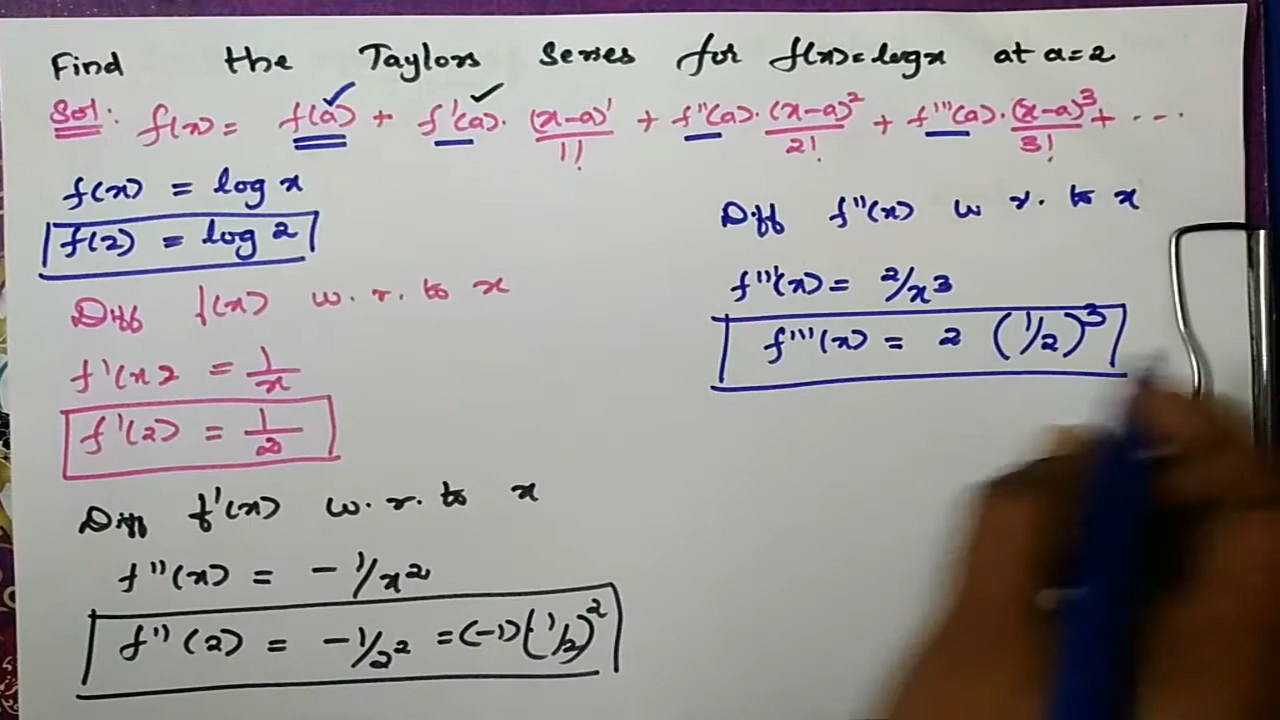 Find the Taylors Series for f(x)=logx at a=2
Sol: f(x) = f(a) + f'(a). (x-a)'/1! + f''(a). (x-a)²/2! + f'''(a). (x-a)³/3! + ...
f(x) = log x
f(2) = log 2
Diff f(x) w.r. to x
f'(x) = 1/x
f'(2) = 1/2
Diff f'(x) w.r. to x
f''(x) = -1/x²
f''(2) = -1/2² = (-1)(1/2)²
Diff f''(x) w r. to x
f'''(x) = 2/x3
f'''(x) = 2 (1/2)³